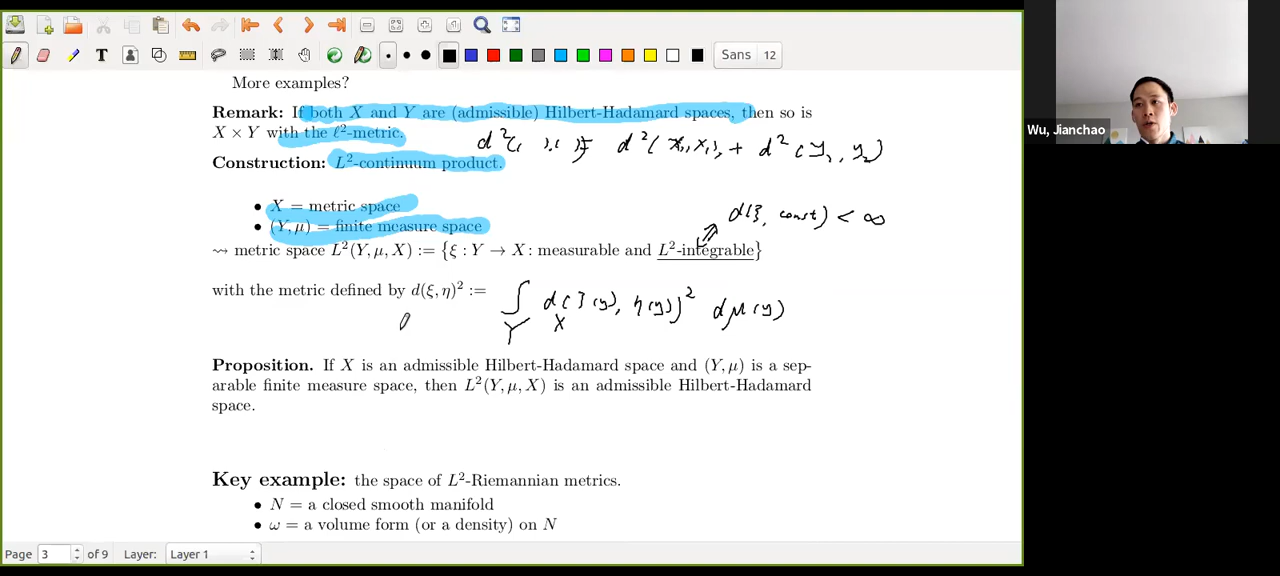 T
Sans 12
More examples?
Remark: If both X and Y are (admissible) Hilbert-Hadamard spaces, then so is
X × Y with the ℓ²-metric.
d²( ), ( ) = d²(x₁, x₂) + d²(y₁, y₂)
Construction: L²-continuum product.
• X = metric space
• (Y, μ) = finite measure space
d(ξ, const) < ∞
⇝ metric space L²(Y, μ, X) := {ξ : Y → X : measurable and L²-integrable}
with the metric defined by d(ξ, η)² := ∫_Y d_X(ξ(y), η(y))² dμ(y)
Proposition. If X is an admissible Hilbert-Hadamard space and (Y, μ) is a sep-
arable finite measure space, then L²(Y, μ, X) is an admissible Hilbert-Hadamard
space.
Key example: the space of L²-Riemannian metrics.
• N = a closed smooth manifold
• ω = a volume form (or a density) on N
Page 3 of 9 Layer: Layer 1
Wu, Jianchao